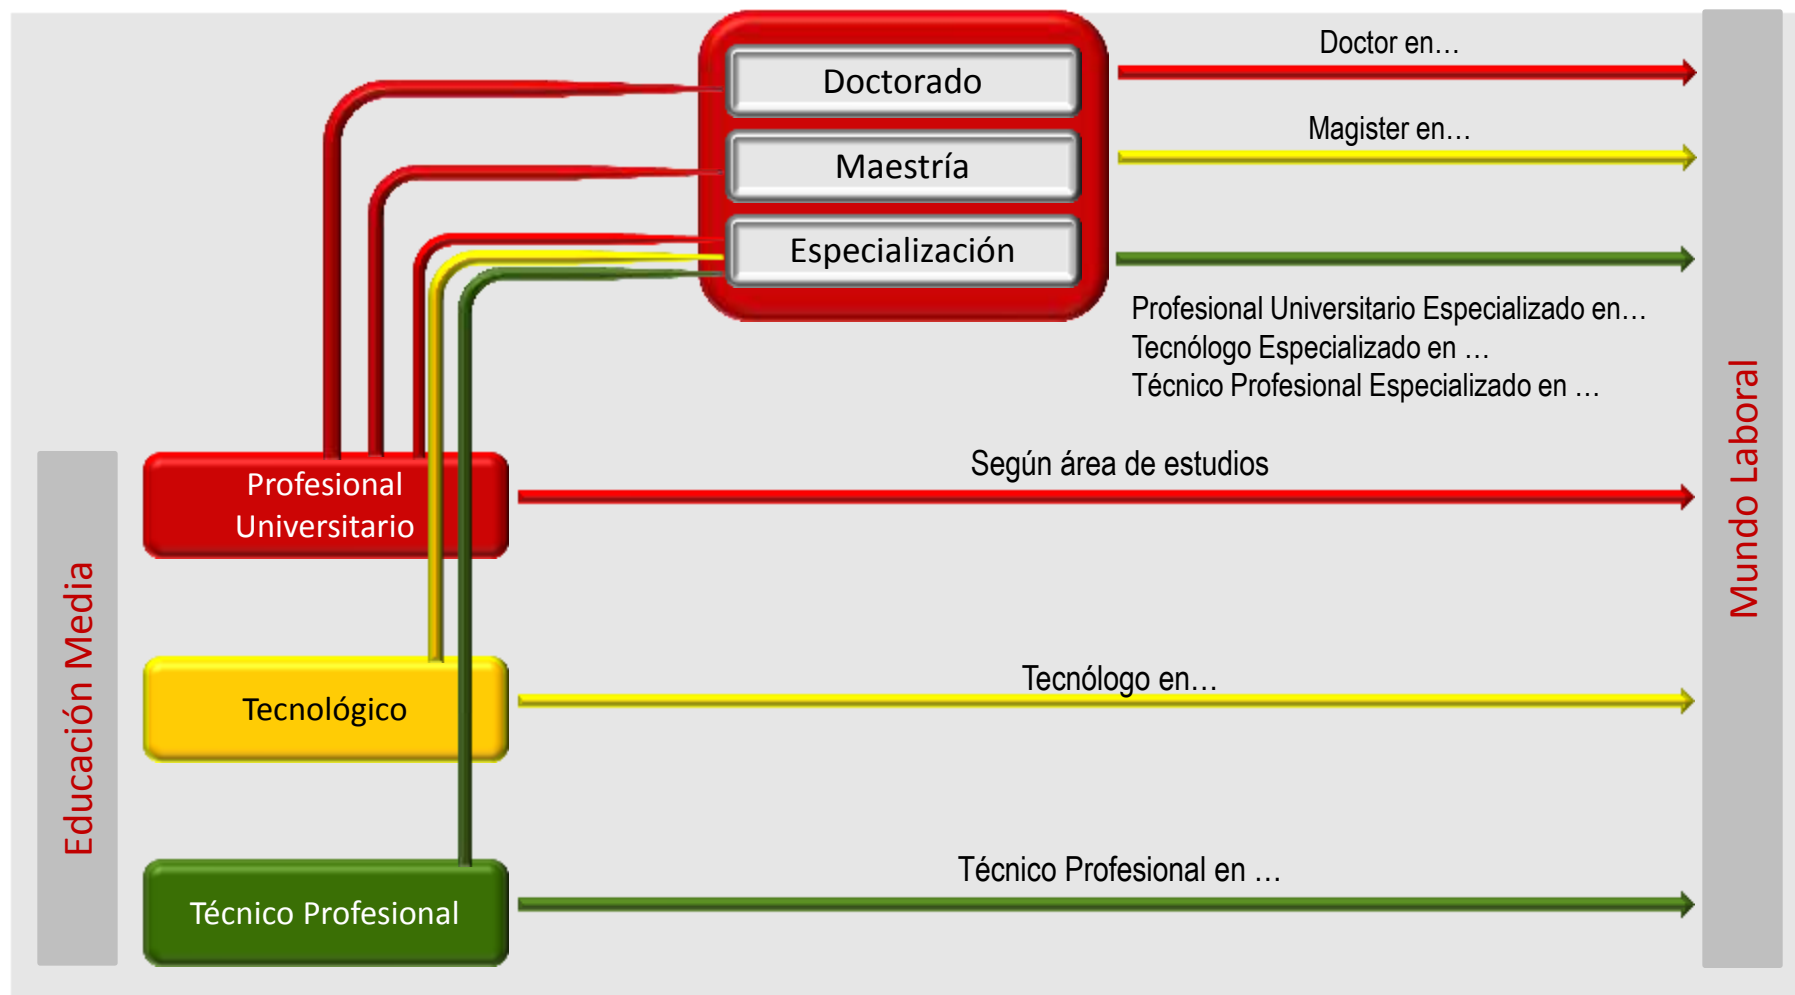 Doctorado
Doctor en…
Maestría
Magister en…
Especialización
Profesional Universitario Especializado en…
Tecnólogo Especializado en …
Técnico Profesional Especializado en …
Profesional
Universitario
Según área de estudios
Tecnológico
Tecnólogo en…
Técnico Profesional
Técnico Profesional en …
Educación Media
Mundo Laboral